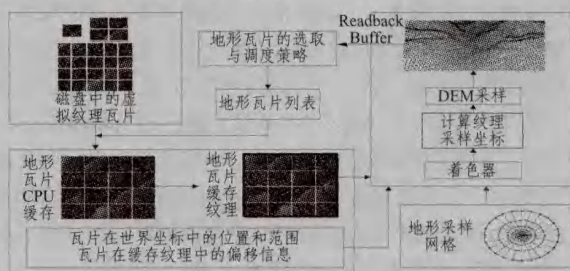 磁盘中的虚
拟纹理瓦片
地形瓦片的选取
与调度策略
地形瓦片列表
Readback
Buffer
DEM采样
计算纹理
采样坐标
着色器
地形采样
网格
地形
瓦片
CPU
缓存
地形
瓦片
缓存
纹理
瓦片在世界坐标中的位置和范围
瓦片在缓存纹理中的偏移信息